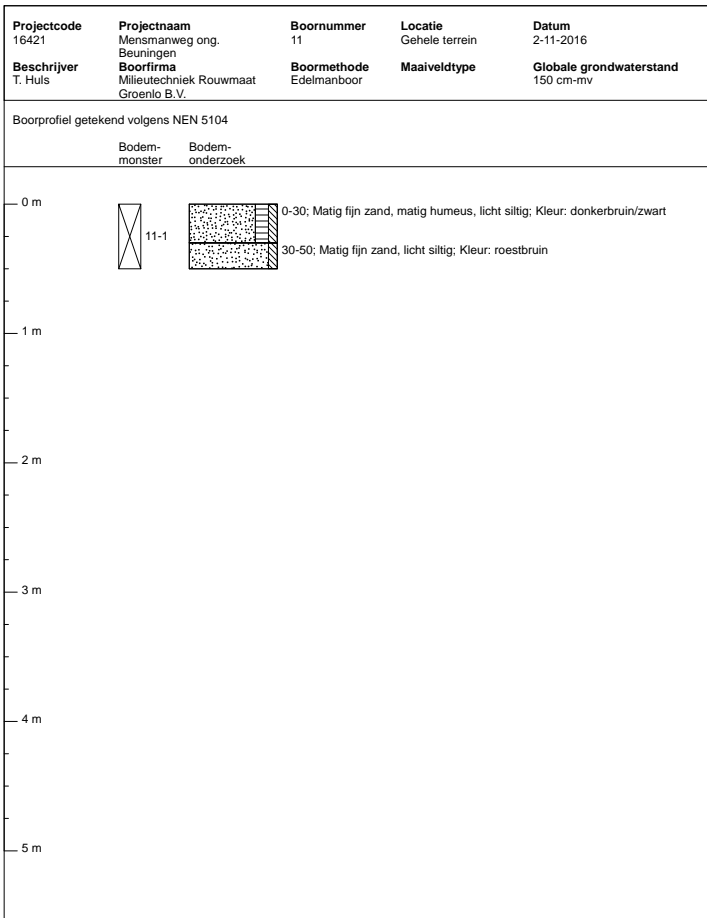 Projectcode Projectnaam Boornummer Locatie Datum
16421 Mensmanweg ong. 11 Gehele terrein 2-11-2016
Beuningen
Beschrijver Boorfirma Boormethode Maaiveldtype Globale grondwaterstand
T. Huls Milieutechniek Rouwmaat Edelmanboor 150 cm-mv
Groenlo B.V.
Boorprofiel getekend volgens NEN 5104
Bodem- Bodem-
monster onderzoek
0 m
0-30; Matig fijn zand, matig humeus, licht siltig; Kleur: donkerbruin/zwart
11-1
30-50; Matig fijn zand, licht siltig; Kleur: roestbruin
1 m
2 m
3 m
4 m
5 m